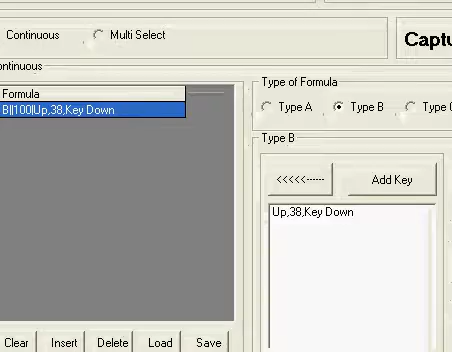 Continuous
Multi Select
Captu
ontinuous
Formula
B||100|Up,38,Key Down
Type of Formula
Type A
Type B
Type C
Type B
<<<<<------
Add Key
Up,38,Key Down
Clear
Insert
Delete
Load
Save